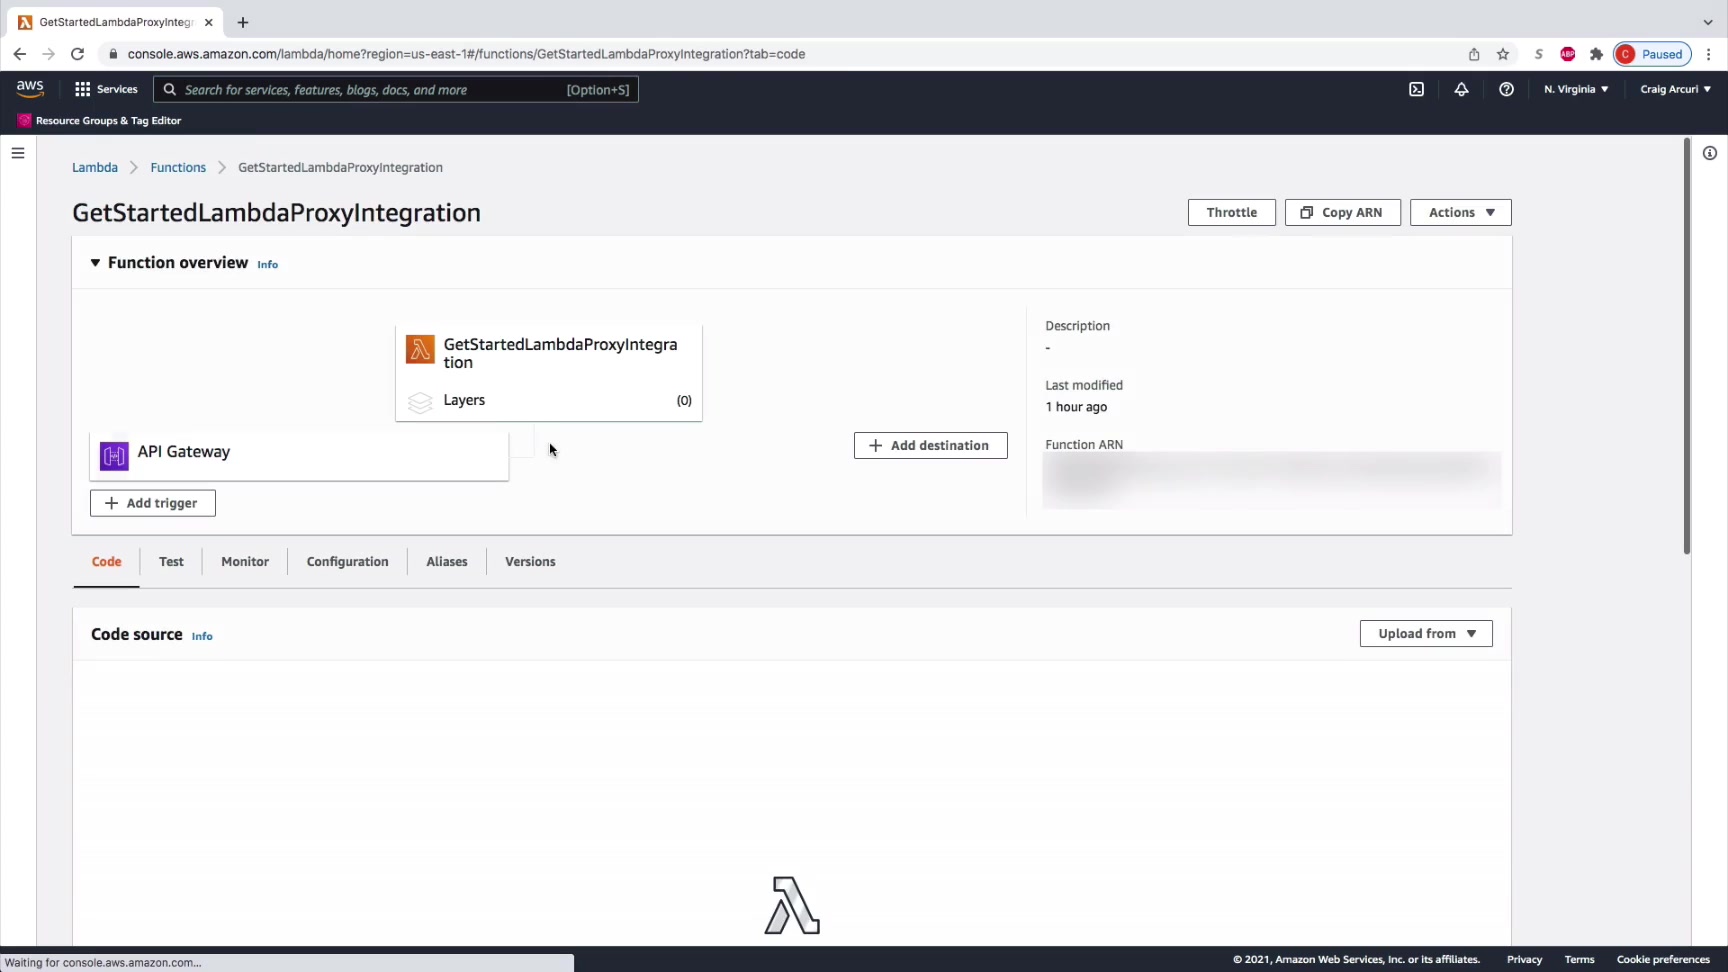 GetStartedLambdaProxyInteg
console.aws.amazon.com/lambda/home?region=us-east-1#/functions/GetStartedLambdaProxyIntegration?tab=code
S
ABP
C
Paused
aws
Services
Search for services, features, blogs, docs, and more
[Option+S]
N. Virginia
Craig Arcuri
Resource Groups & Tag Editor
Lambda
Functions
GetStartedLambdaProxyIntegration
GetStartedLambdaProxyIntegration
Throttle
Copy ARN
Actions
Function overview
Info
GetStartedLambdaProxyIntegra
tion
Layers
(0)
API Gateway
Add trigger
Add destination
Description
-
Last modified
1 hour ago
Function ARN
Code
Test
Monitor
Configuration
Aliases
Versions
Code source
Info
Upload from
Waiting for console.aws.amazon.com...
© 2021, Amazon Web Services, Inc. or its affiliates.
Privacy
Terms
Cookie preferences